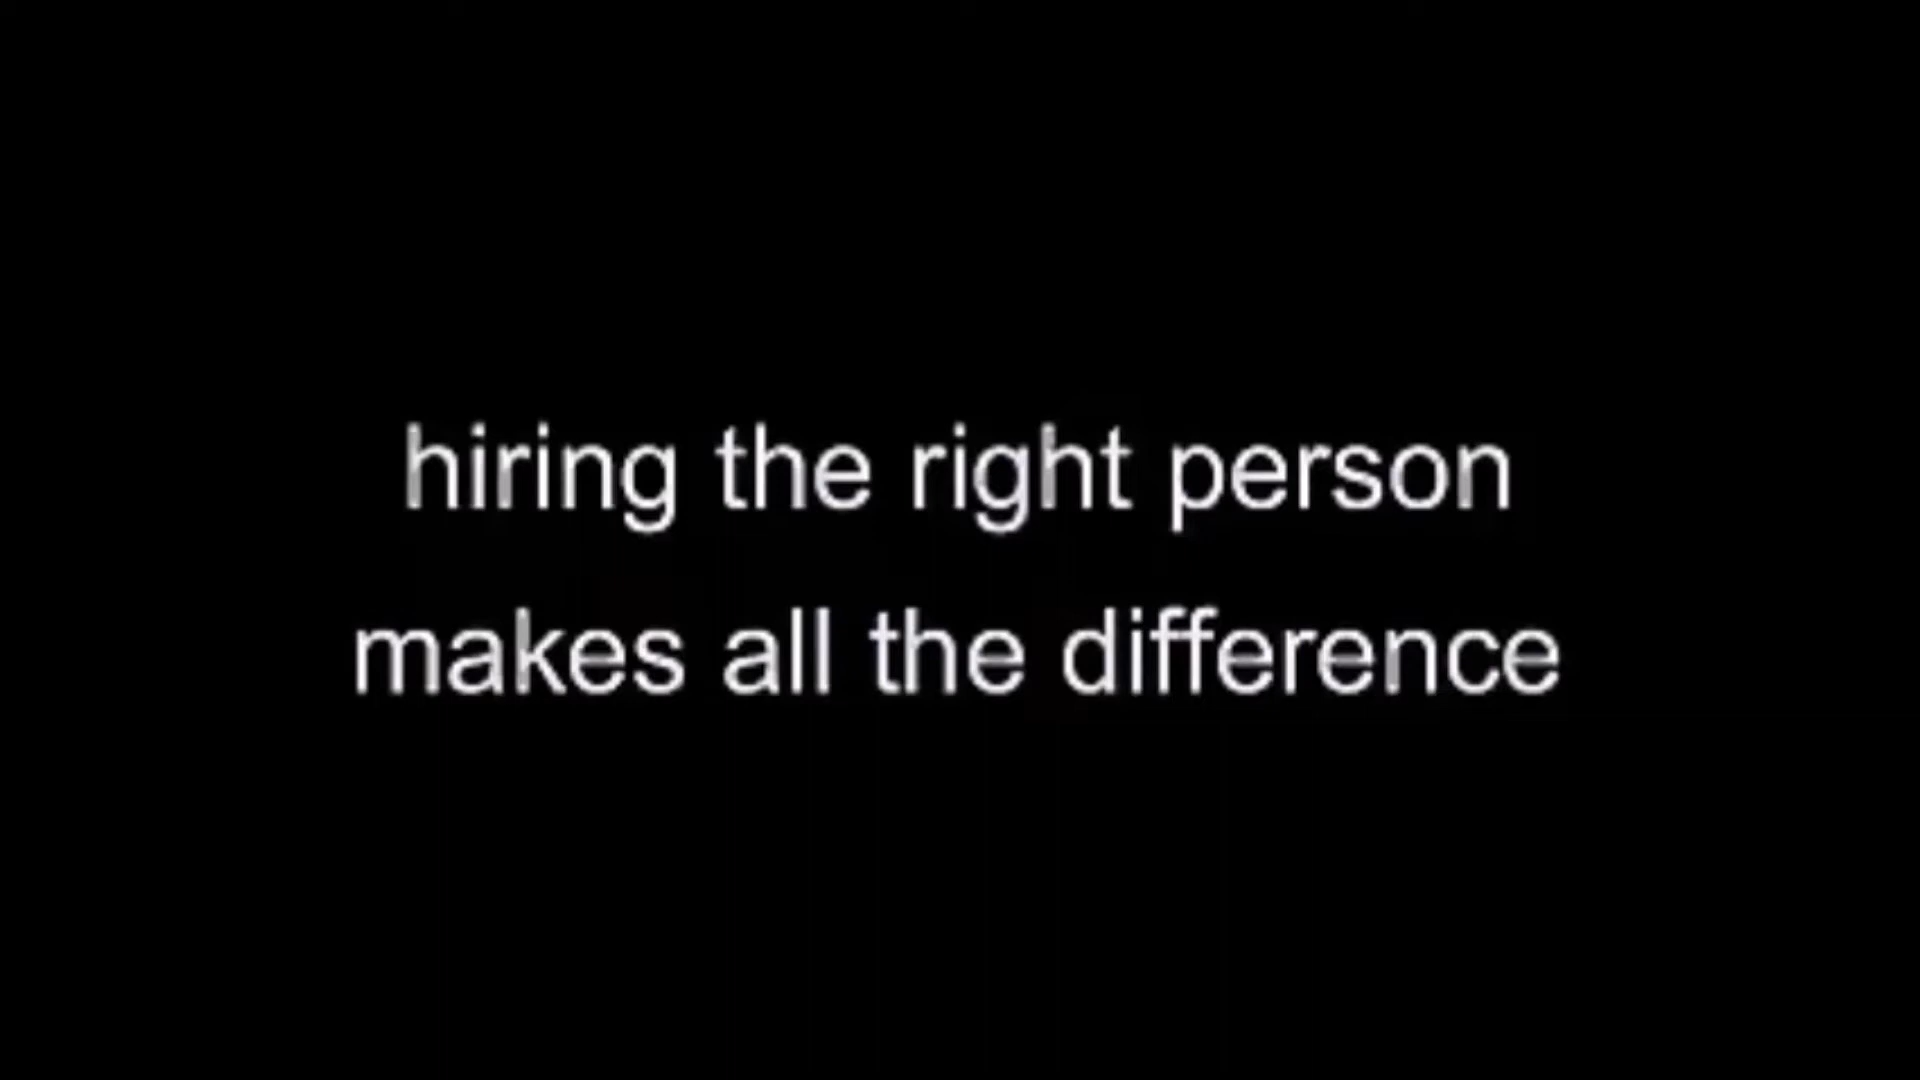 hiring the right person
makes all the difference